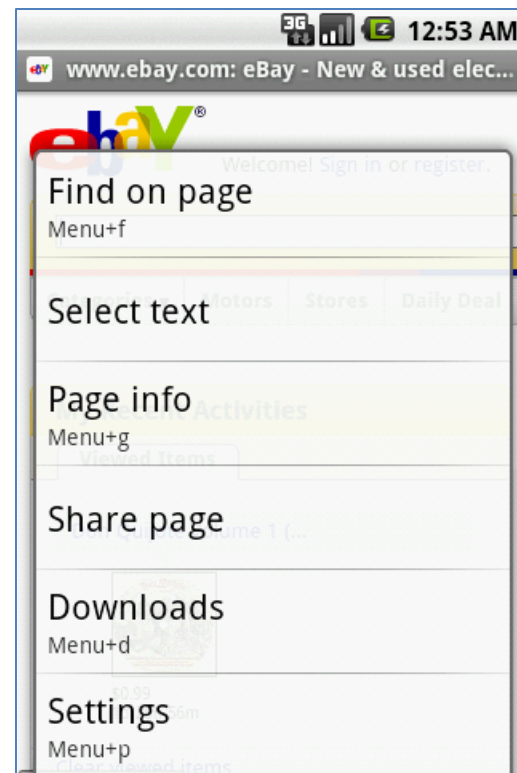 3G 12:53 AM
www.ebay.com: eBay - New & used elec...
ebaY®
Welcome! Sign in or register.
Find on page
Menu+f
Motors Stores Daily Deal
Select text
Page info
Activities
Menu+g
Viewed Items
Share page
Volume 1 (...
Downloads
Menu+d
$0.99
Settings
Menu+p
Clear viewed items